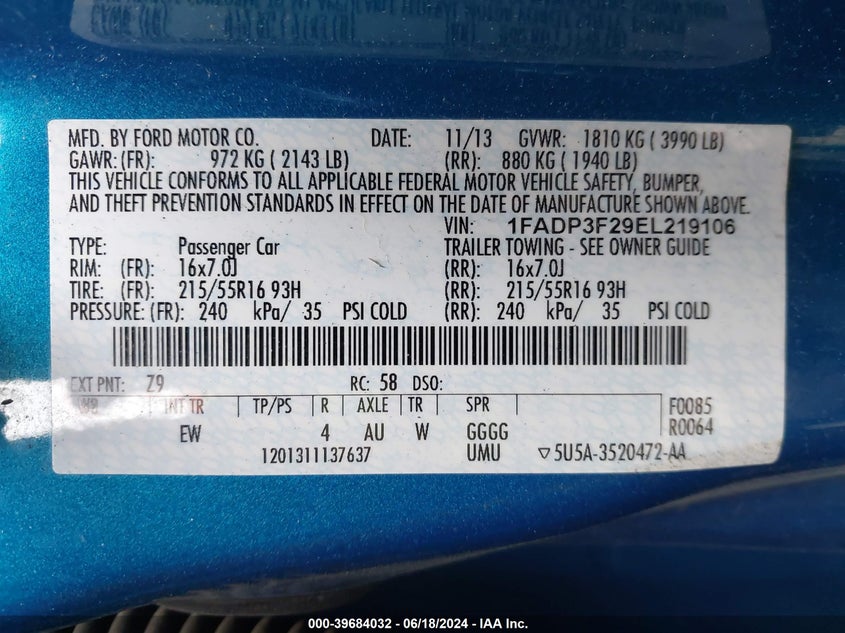 MFD. BY FORD MOTOR CO. DATE: 11/13 GVWR: 1810 KG ( 3990 LB)
GAWR: (FR): 972 KG ( 2143 LB) (RR): 880 KG ( 1940 LB)
THIS VEHICLE CONFORMS TO ALL APPLICABLE FEDERAL MOTOR VEHICLE SAFETY, BUMPER,
AND THEFT PREVENTION STANDARDS IN EFFECT ON THE DATE OF MANUFACTURE SHOWN ABOVE.
VIN: 1FADP3F29EL219106
TYPE: Passenger Car TRAILER TOWING - SEE OWNER GUIDE
RIM: (FR): 16x7.0J (RR): 16x7.0J
TIRE: (FR): 215/55R16 93H (RR): 215/55R16 93H
PRESSURE: (FR): 240 kPa/ 35 PSI COLD (RR): 240 kPa/ 35 PSI COLD
EXT PNT: Z9 RC: 58 DSO:
WB INT TR TP/PS R AXLE TR SPR F0085
EW 4 AU W GGGG R0064
1201311137637 UMU ▽5U5A-3520472-AA
000-39684032 - 06/18/2024 - IAA Inc.